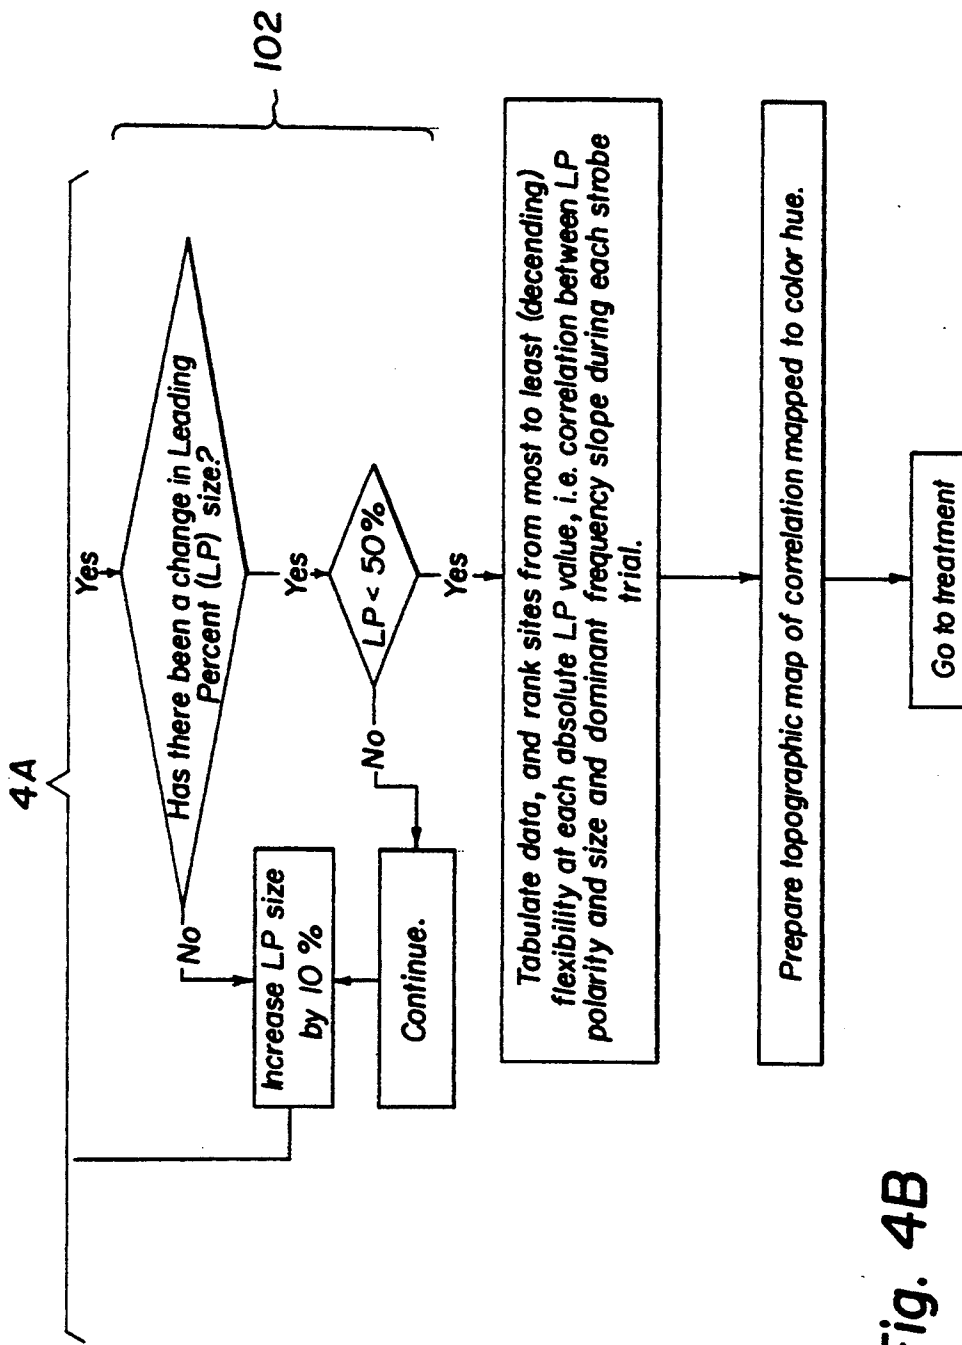 4A
102
Yes
Has there been a change in Leading
Percent (LP) size?
No
Yes
Increase LP size
by 10 %
LP < 50%
No
Yes
Continue.
Tabulate data, and rank sites from most to least (decending)
flexibility at each absolute LP value, i.e. correlation between LP
polarity and size and dominant frequency slope during each strobe
trial.
Prepare topographic map of correlation mapped to color hue.
Go to treatment
Fig. 4B